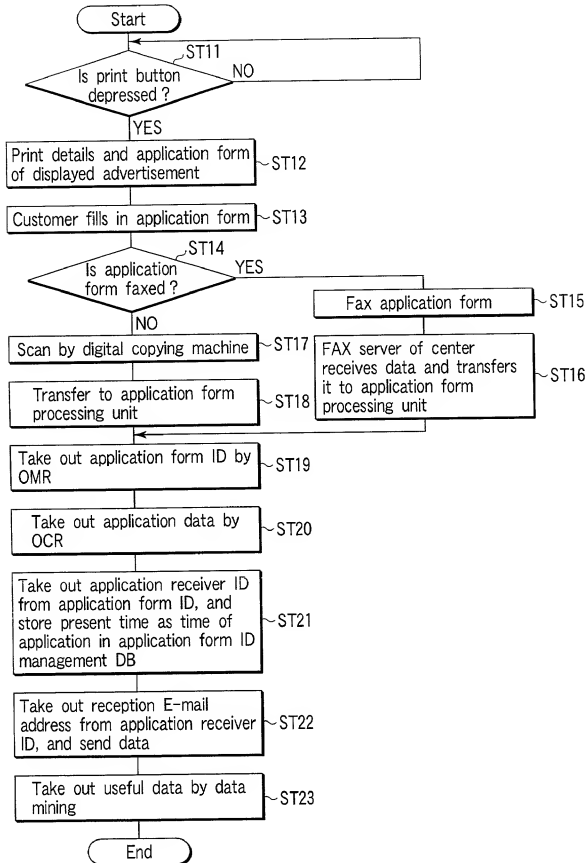 Start
ST11
Is print button
depressed ?
NO
YES
Print details and application form
of displayed advertisement
ST12
Customer fills in application form
ST13
ST14
Is application
form faxed ?
YES
NO
Fax application form
ST15
FAX server of center
receives data and transfers
it to application form
processing unit
ST16
Scan by digital copying machine
ST17
Transfer to application form
processing unit
ST18
Take out application form ID by
OMR
ST19
Take out application data by
OCR
ST20
Take out application receiver ID
from application form ID, and
store present time as time of
application in application form ID
management DB
ST21
Take out reception E-mail
address from application receiver
ID, and send data
ST22
Take out useful data by data
mining
ST23
End